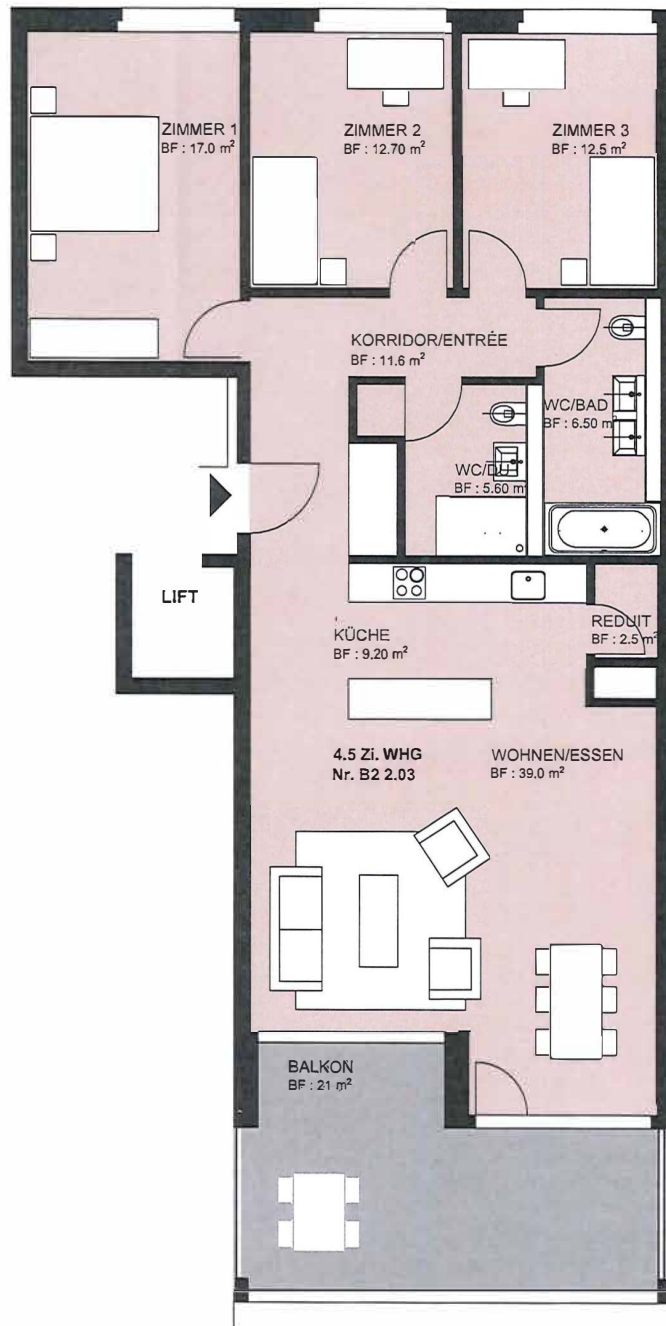 ZIMMER 1
BF : 17.0 m²
ZIMMER 2
BF : 12.70 m²
ZIMMER 3
BF : 12.5 m²
KORRIDOR/ENTRÉE
BF : 11.6 m²
WC/BAD
BF : 6.50 m²
WC/DU
BF : 5.60 m²
LIFT
KÜCHE
BF : 9.20 m²
REDUIT
BF : 2.5 m²
4.5 Zi. WHG
Nr. B2 2.03
WOHNEN/ESSEN
BF : 39.0 m²
BALKON
BF : 21 m²